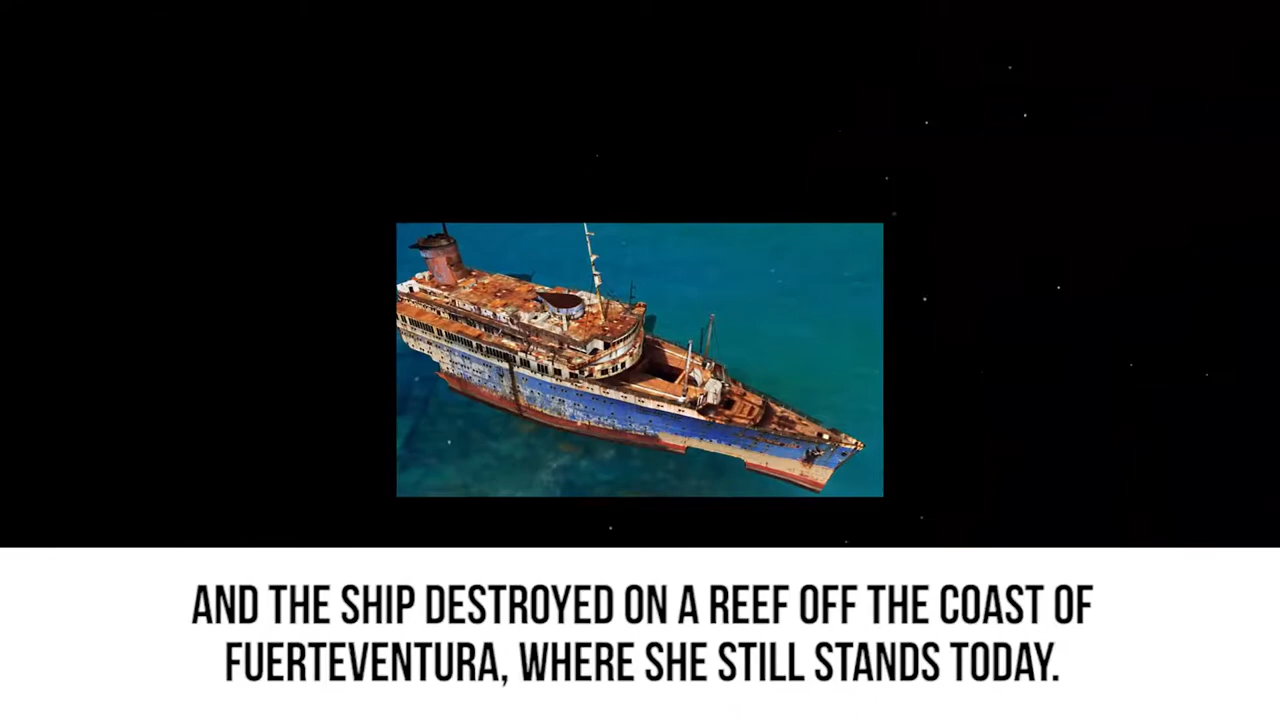 AND THE SHIP DESTROYED ON A REEF OFF THE COAST OF
FUERTEVENTURA, WHERE SHE STILL STANDS TODAY.